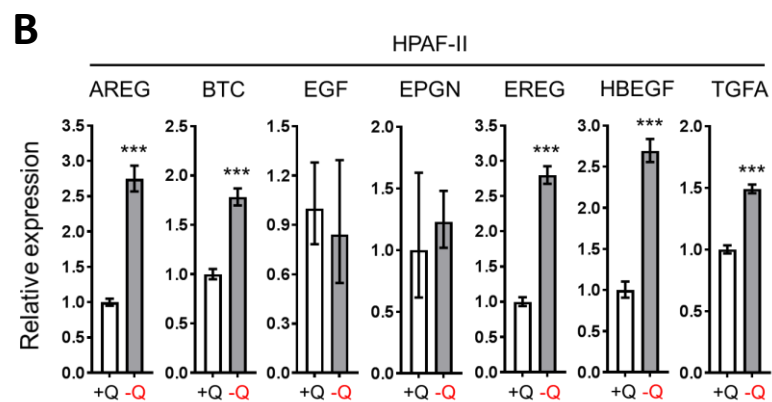 B
HPAF-II
AREG BTC EGF EPGN EREG HBEGF TGFA
Relative expression
3.5 3.0 2.5 2.0 1.5 1.0 0.5 0.0
***
+Q -Q
2.5 2.0 1.5 1.0 0.5 0.0
***
+Q -Q
1.5 1.2 0.9 0.6 0.3 0.0
+Q -Q
2.0 1.5 1.0 0.5 0.0
+Q -Q
3.5 3.0 2.5 2.0 1.5 1.0 0.5 0.0
***
+Q -Q
3.0 2.5 2.0 1.5 1.0 0.5 0.0
***
+Q -Q
2.0 1.5 1.0 0.5 0.0
***
+Q -Q